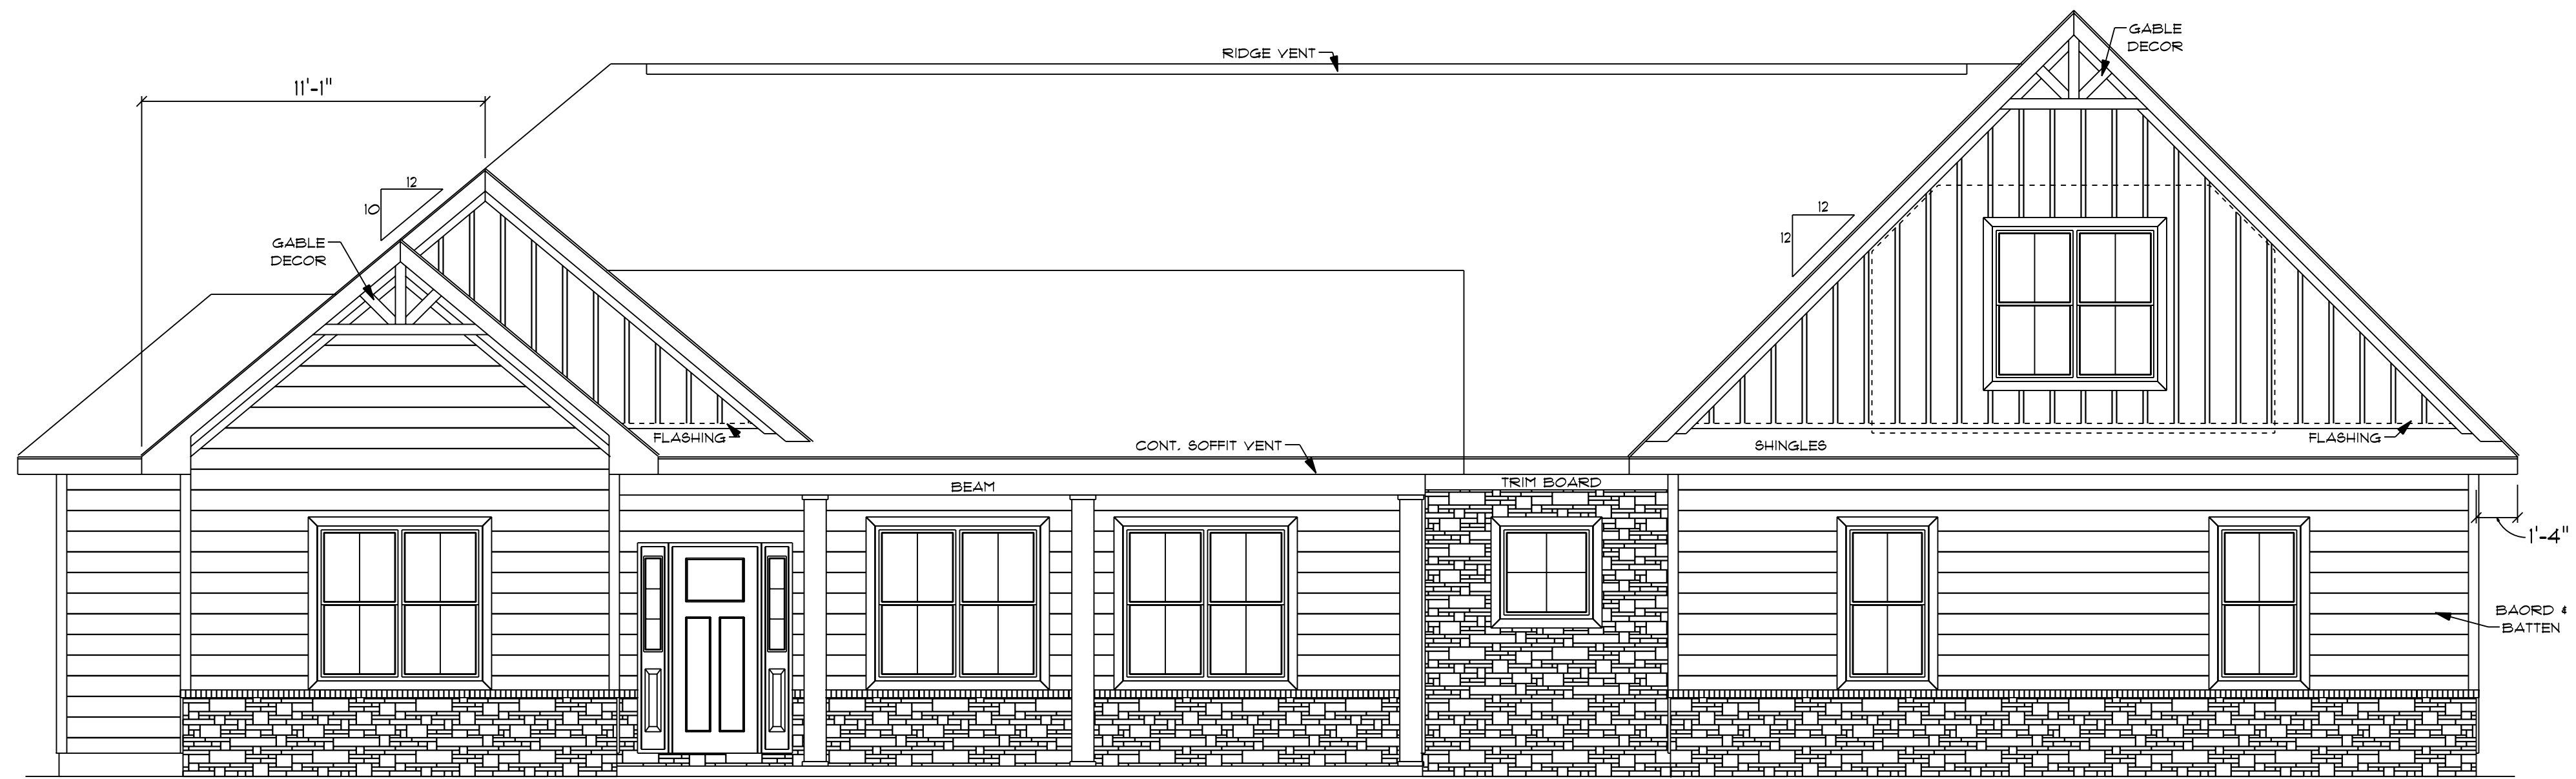 RIDGE VENT
GABLE
DECOR
11'-1"
12
10
GABLE
DECOR
12
12
FLASHING
CONT. SOFFIT VENT
SHINGLES
FLASHING
BEAM
TRIM BOARD
1'-4"
BAORD &
BATTEN